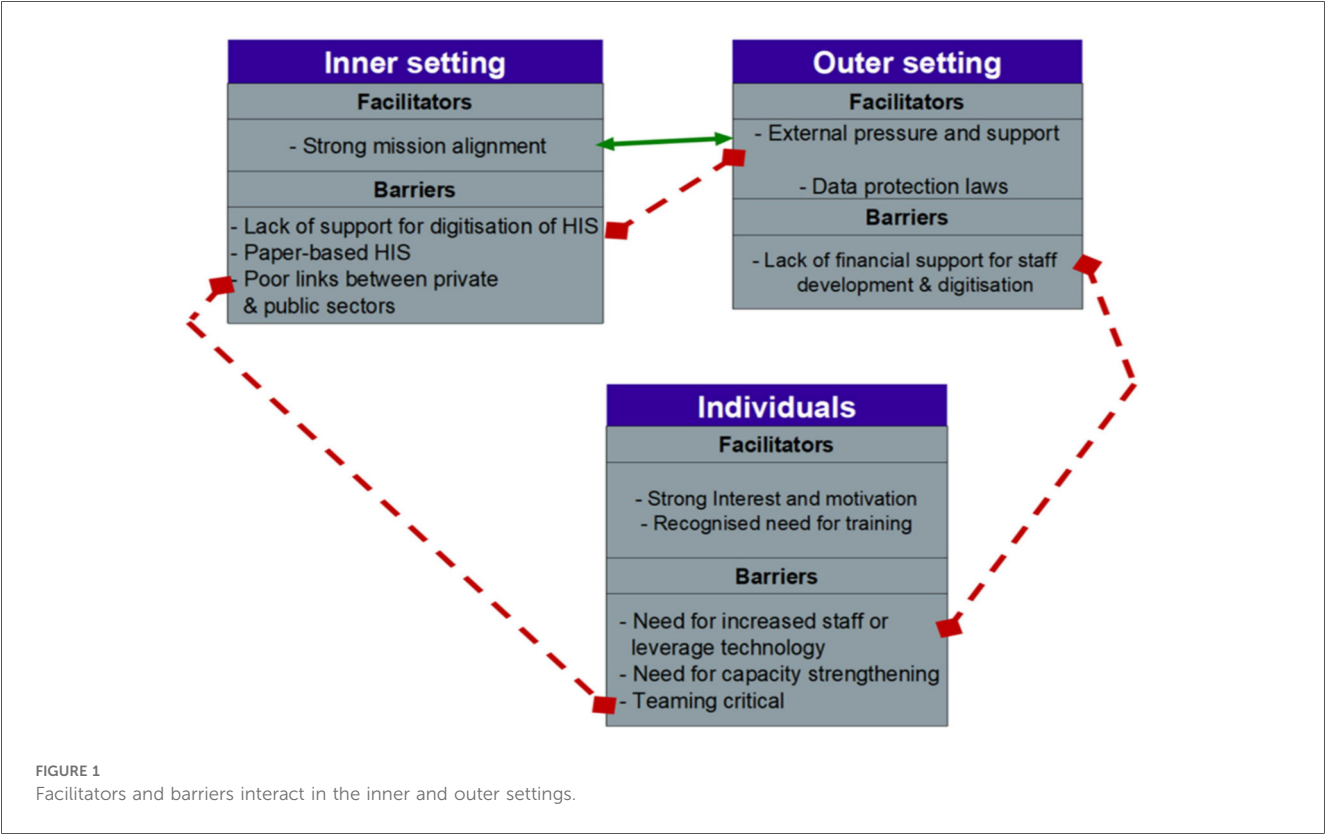 Inner setting
Facilitators
- Strong mission alignment
Barriers
- Lack of support for digitisation of HIS
- Paper-based HIS
- Poor links between private
& public sectors
Outer setting
Facilitators
- External pressure and support
- Data protection laws
Barriers
- Lack of financial support for staff
development & digitisation
Individuals
Facilitators
- Strong Interest and motivation
- Recognised need for training
Barriers
- Need for increased staff or
leverage technology
- Need for capacity strengthening
- Teaming critical
FIGURE 1
Facilitators and barriers interact in the inner and outer settings.